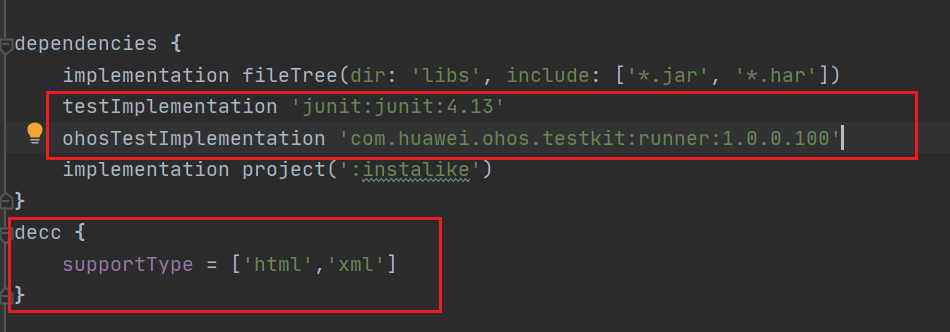 dependencies {
    implementation fileTree(dir: 'libs', include: ['*.jar', '*.har'])
    testImplementation 'junit:junit:4.13'
    ohosTestImplementation 'com.huawei.ohos.testkit:runner:1.0.0.100'
    implementation project(':instalike')
}
decc {
    supportType = ['html','xml']
}